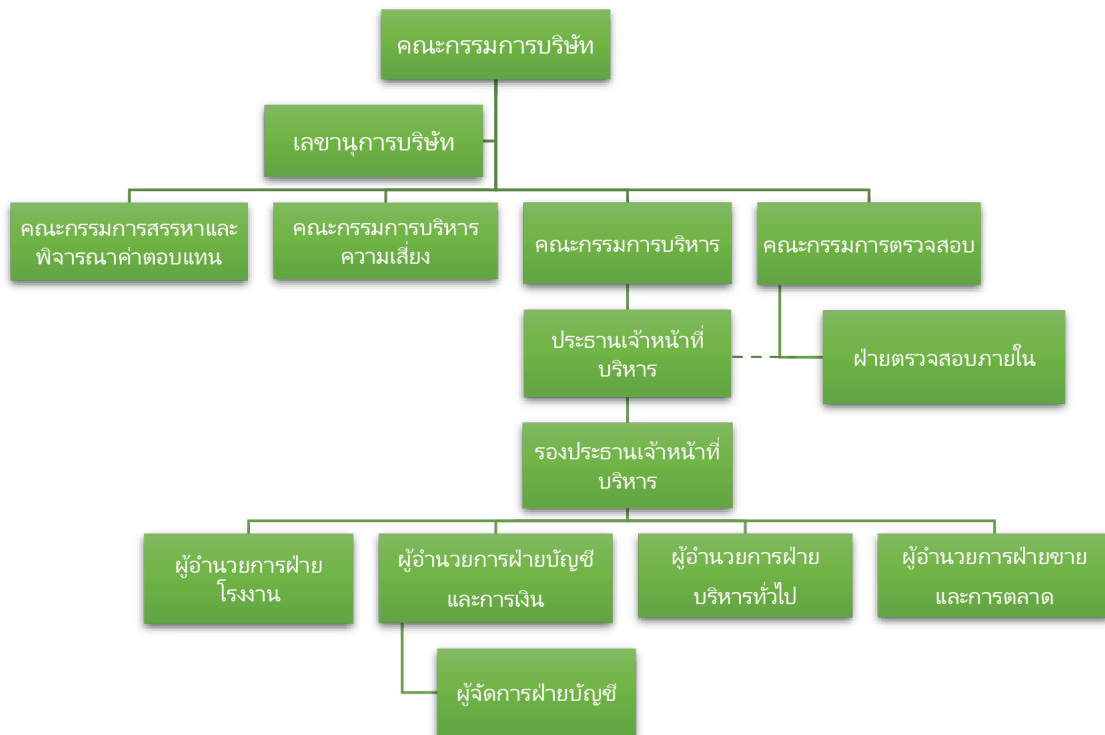 คณะกรรมการบริษัท
เลขานุการบริษัท
คณะกรรมการสรรหาและ
พิจารณาค่าตอบแทน
คณะกรรมการบริหาร
ความเสี่ยง
คณะกรรมการบริหาร
คณะกรรมการตรวจสอบ
ประธานเจ้าหน้าที่
บริหาร
ฝ่ายตรวจสอบภายใน
รองประธานเจ้าหน้าที่
บริหาร
ผู้อำนวยการฝ่าย
โรงงาน
ผู้อำนวยการฝ่ายบัญชี
และการเงิน
ผู้อำนวยการฝ่าย
บริหารทั่วไป
ผู้อำนวยการฝ่ายขาย
และการตลาด
ผู้จัดการฝ่ายบัญชี